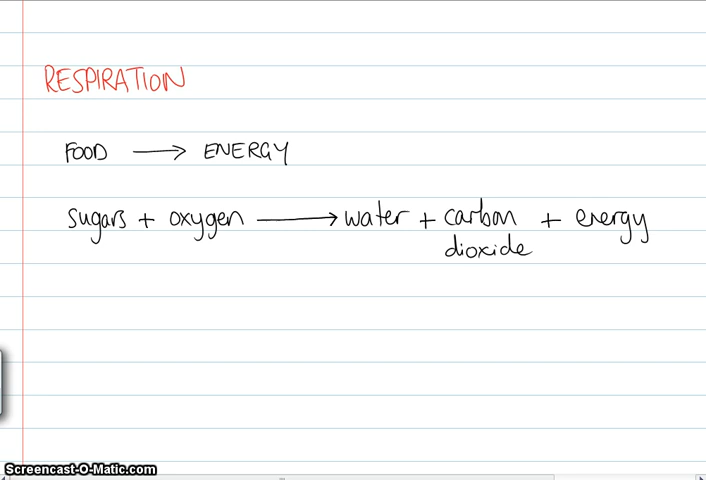 RESPIRATION
FOOD → ENERGY
sugars + oxygen → water + carbon dioxide + energy
Screencast-O-Matic.com